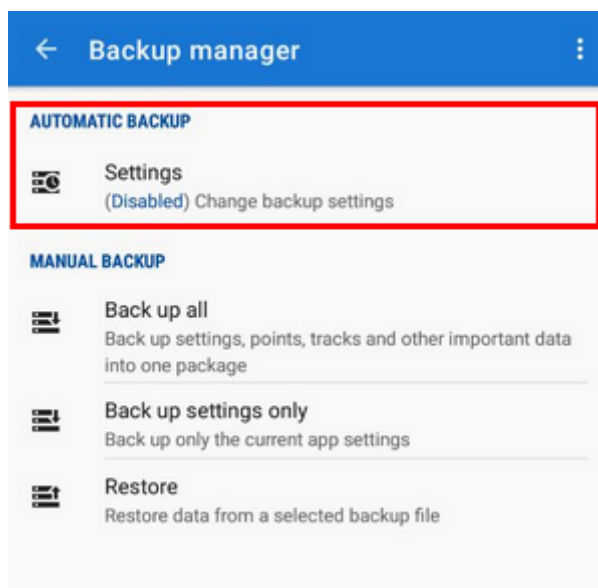 Backup manager
AUTOMATIC BACKUP
Settings
(Disabled) Change backup settings
MANUAL BACKUP
Back up all
Back up settings, points, tracks and other important data
into one package
Back up settings only
Back up only the current app settings
Restore
Restore data from a selected backup file